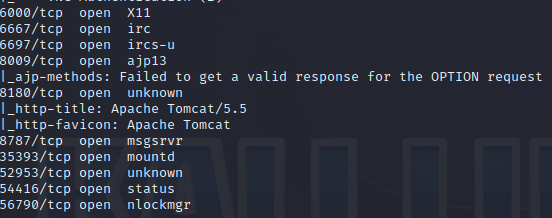 6000/tcp open X11
6667/tcp open irc
6697/tcp open ircs-u
8009/tcp open ajp13
|_ajp-methods: Failed to get a valid response for the OPTION request
8180/tcp open unknown
|_http-title: Apache Tomcat/5.5
|_http-favicon: Apache Tomcat
8787/tcp open msgsrvr
35393/tcp open mountd
52953/tcp open unknown
54416/tcp open status
56790/tcp open nlockmgr